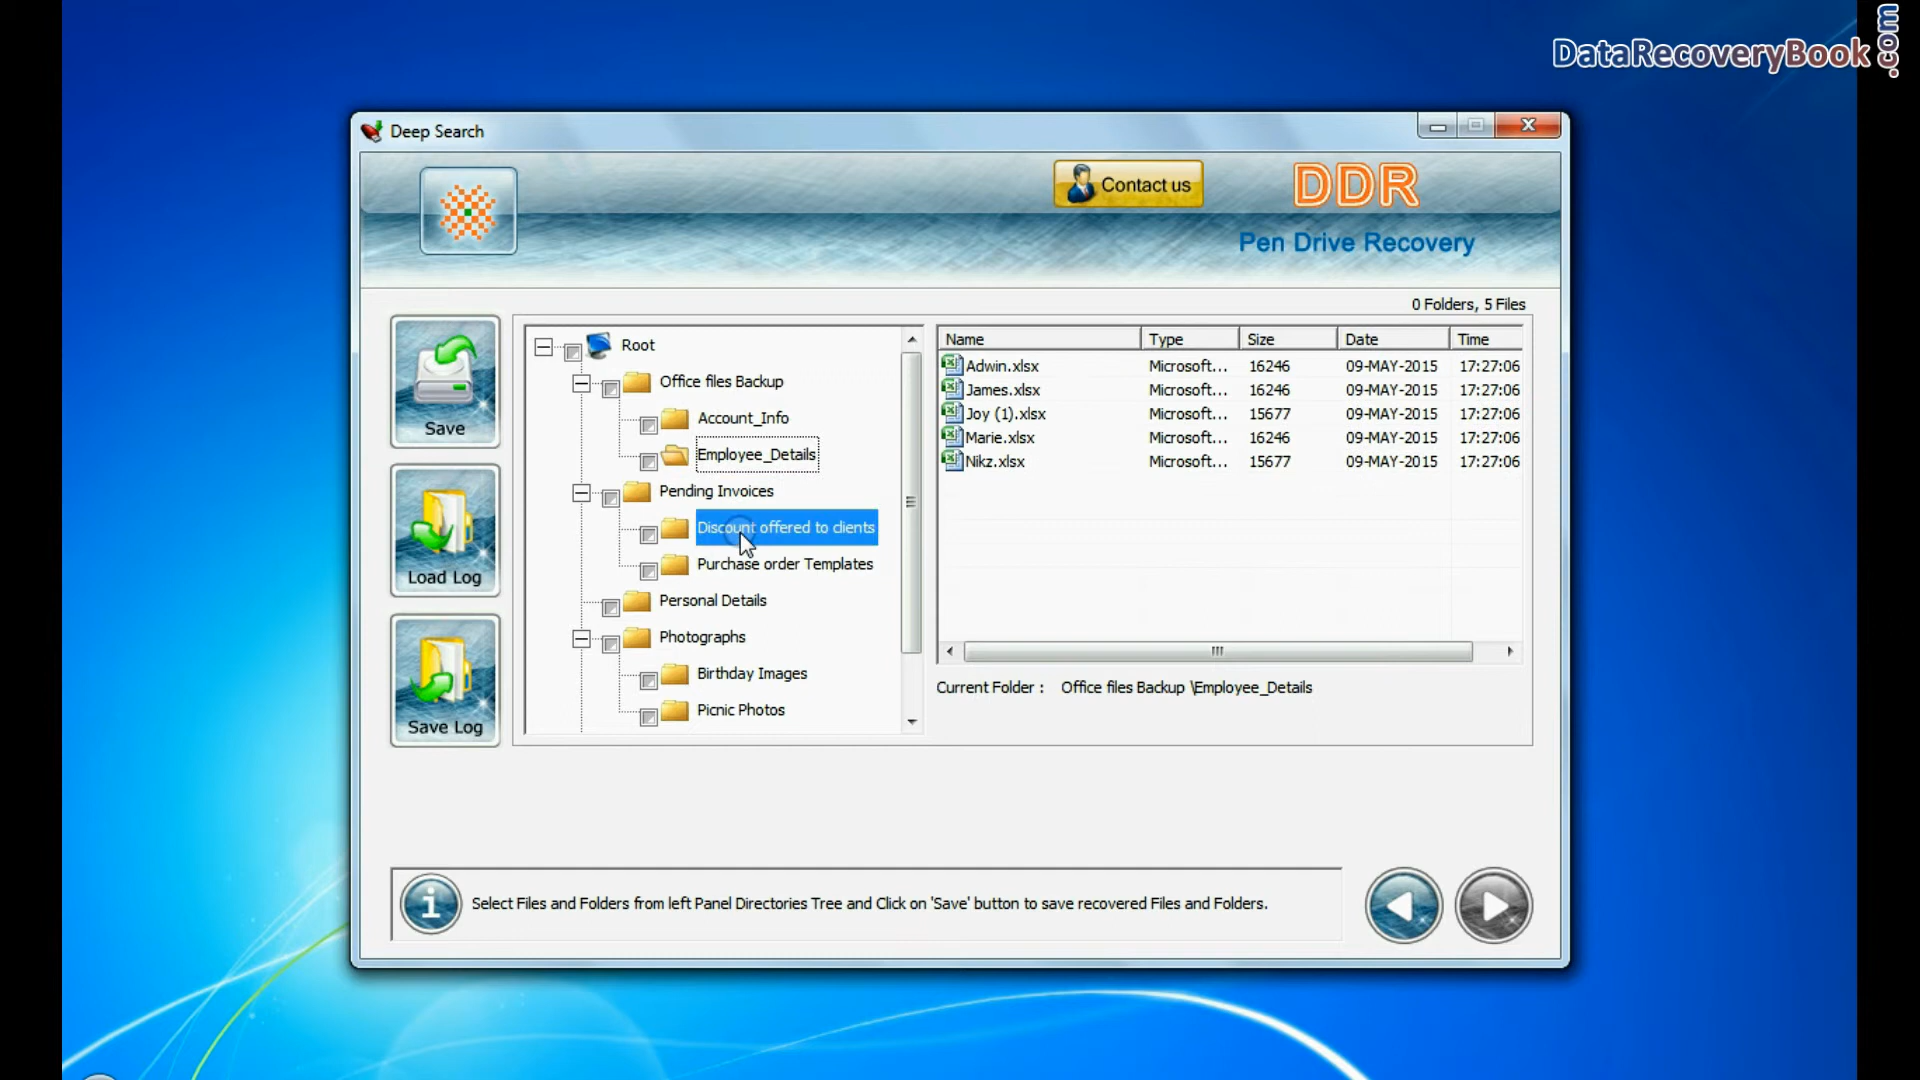 DataRecoveryBook.com
Deep Search
Contact us
DDR
Pen Drive Recovery
0 Folders, 5 Files
Save
Load Log
Save Log
Root
Office files Backup
Account_Info
Employee_Details
Pending Invoices
Discount offered to clients
Purchase order Templates
Personal Details
Photographs
Birthday Images
Picnic Photos
Name Type Size Date Time
Adwin.xlsx Microsoft... 16246 09-MAY-2015 17:27:06
James.xlsx Microsoft... 16246 09-MAY-2015 17:27:06
Joy (1).xlsx Microsoft... 15677 09-MAY-2015 17:27:06
Marie.xlsx Microsoft... 16246 09-MAY-2015 17:27:06
Nikz.xlsx Microsoft... 15677 09-MAY-2015 17:27:06
Current Folder : Office files Backup \Employee_Details
Select Files and Folders from left Panel Directories Tree and Click on 'Save' button to save recovered Files and Folders.